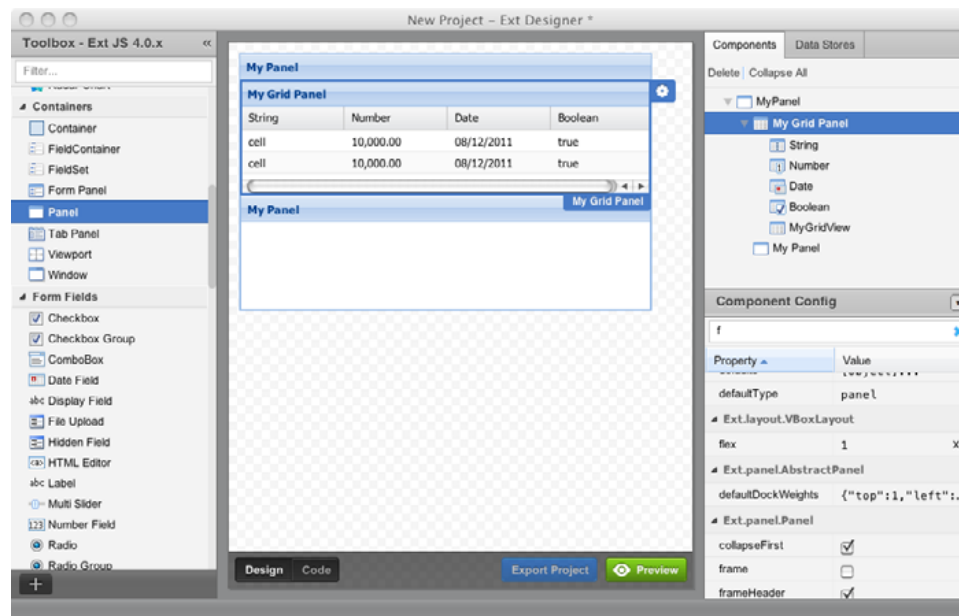 New Project – Ext Designer *
Toolbox - Ext JS 4.0.x «
Filter...
Containers
Container
FieldContainer
FieldSet
Form Panel
Panel
Tab Panel
Viewport
Window
Form Fields
Checkbox
Checkbox Group
ComboBox
Date Field
abc Display Field
File Upload
Hidden Field
HTML Editor
abc Label
Multi Slider
123 Number Field
Radio
Radio Group
+
My Panel
My Grid Panel
String Number Date Boolean
cell 10,000.00 08/12/2011 true
cell 10,000.00 08/12/2011 true
My Grid Panel
My Panel
Design Code Export Project Preview
Components Data Stores
Delete Collapse All
MyPanel
My Grid Panel
String
Number
Date
Boolean
MyGridView
My Panel
Component Config
f
Property Value
defaultType panel
Ext.layout.VBoxLayout
flex 1 X
Ext.panel.AbstractPanel
defaultDockWeights {"top":1,"left":.
Ext.panel.Panel
collapseFirst
frame
frameHeader